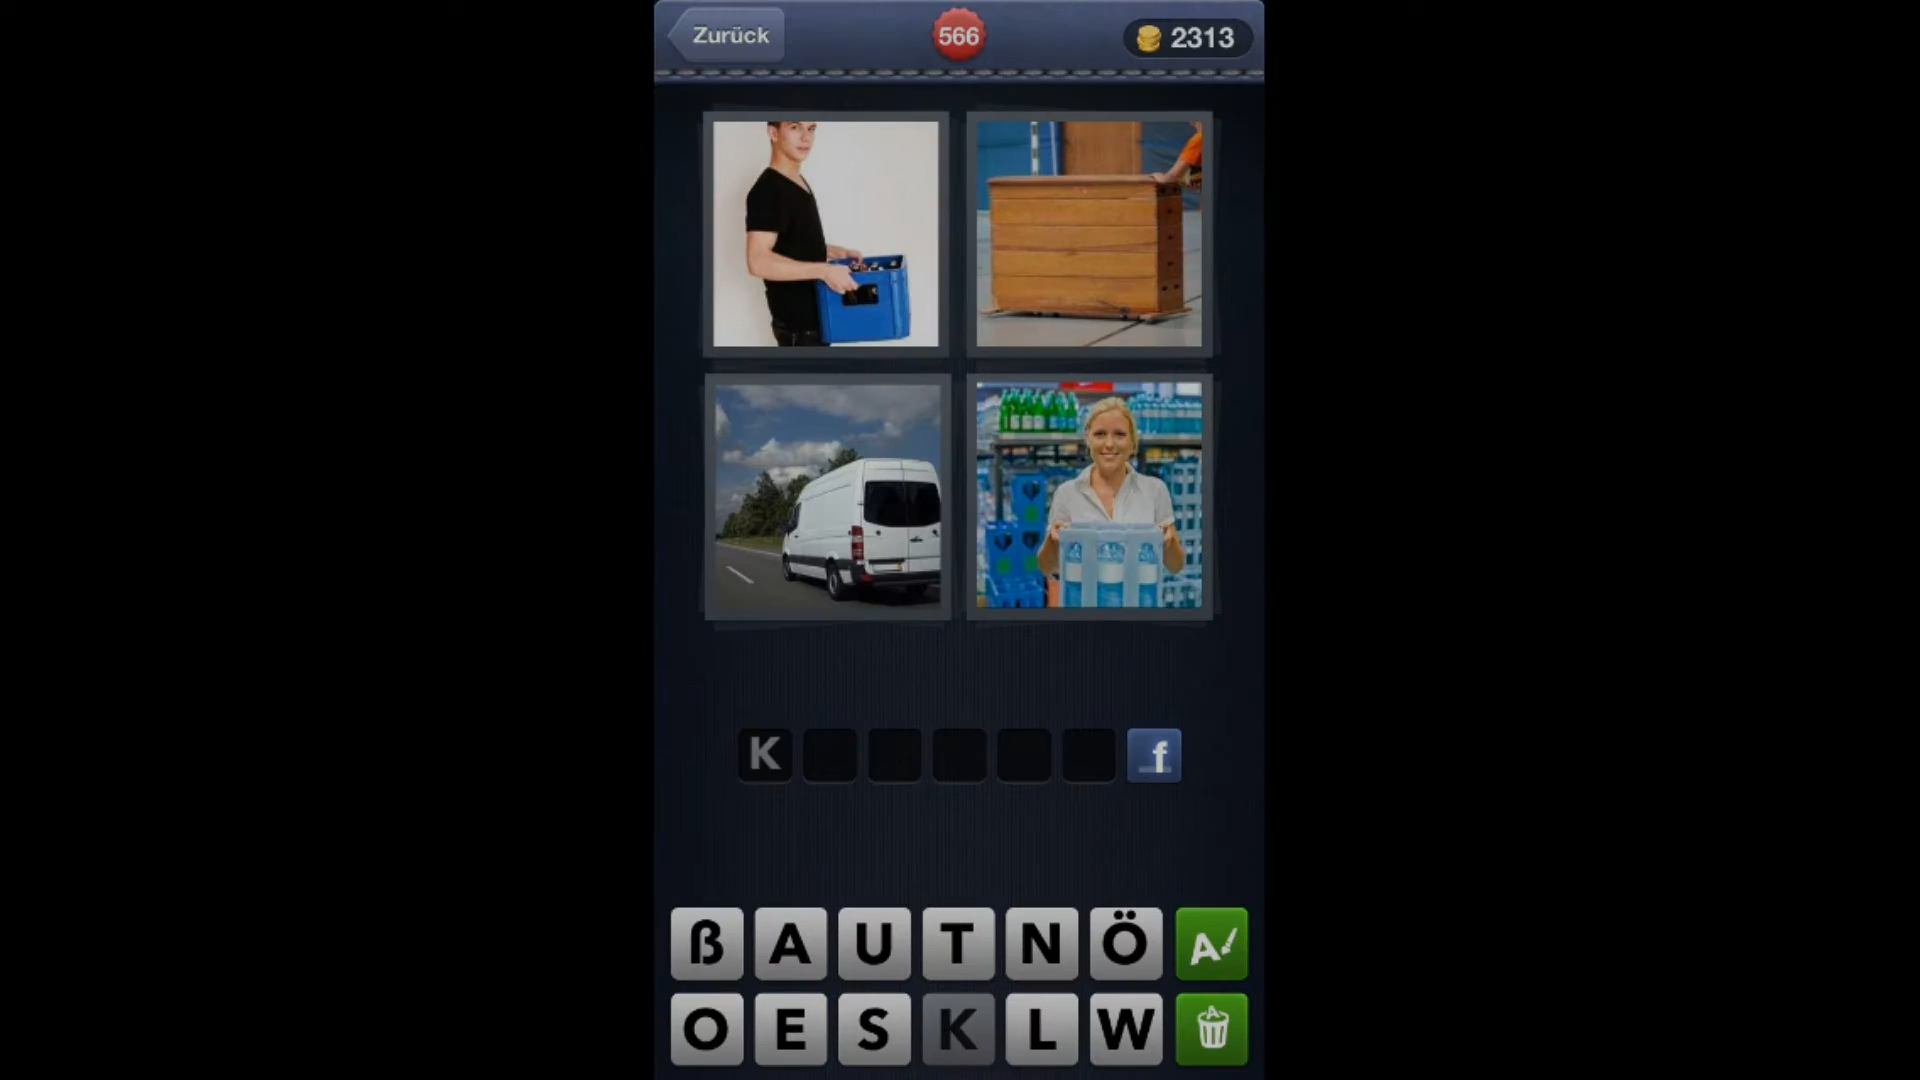 Zurück
566
2313
K
f
ß A U T N Ö A
O E S K L W A